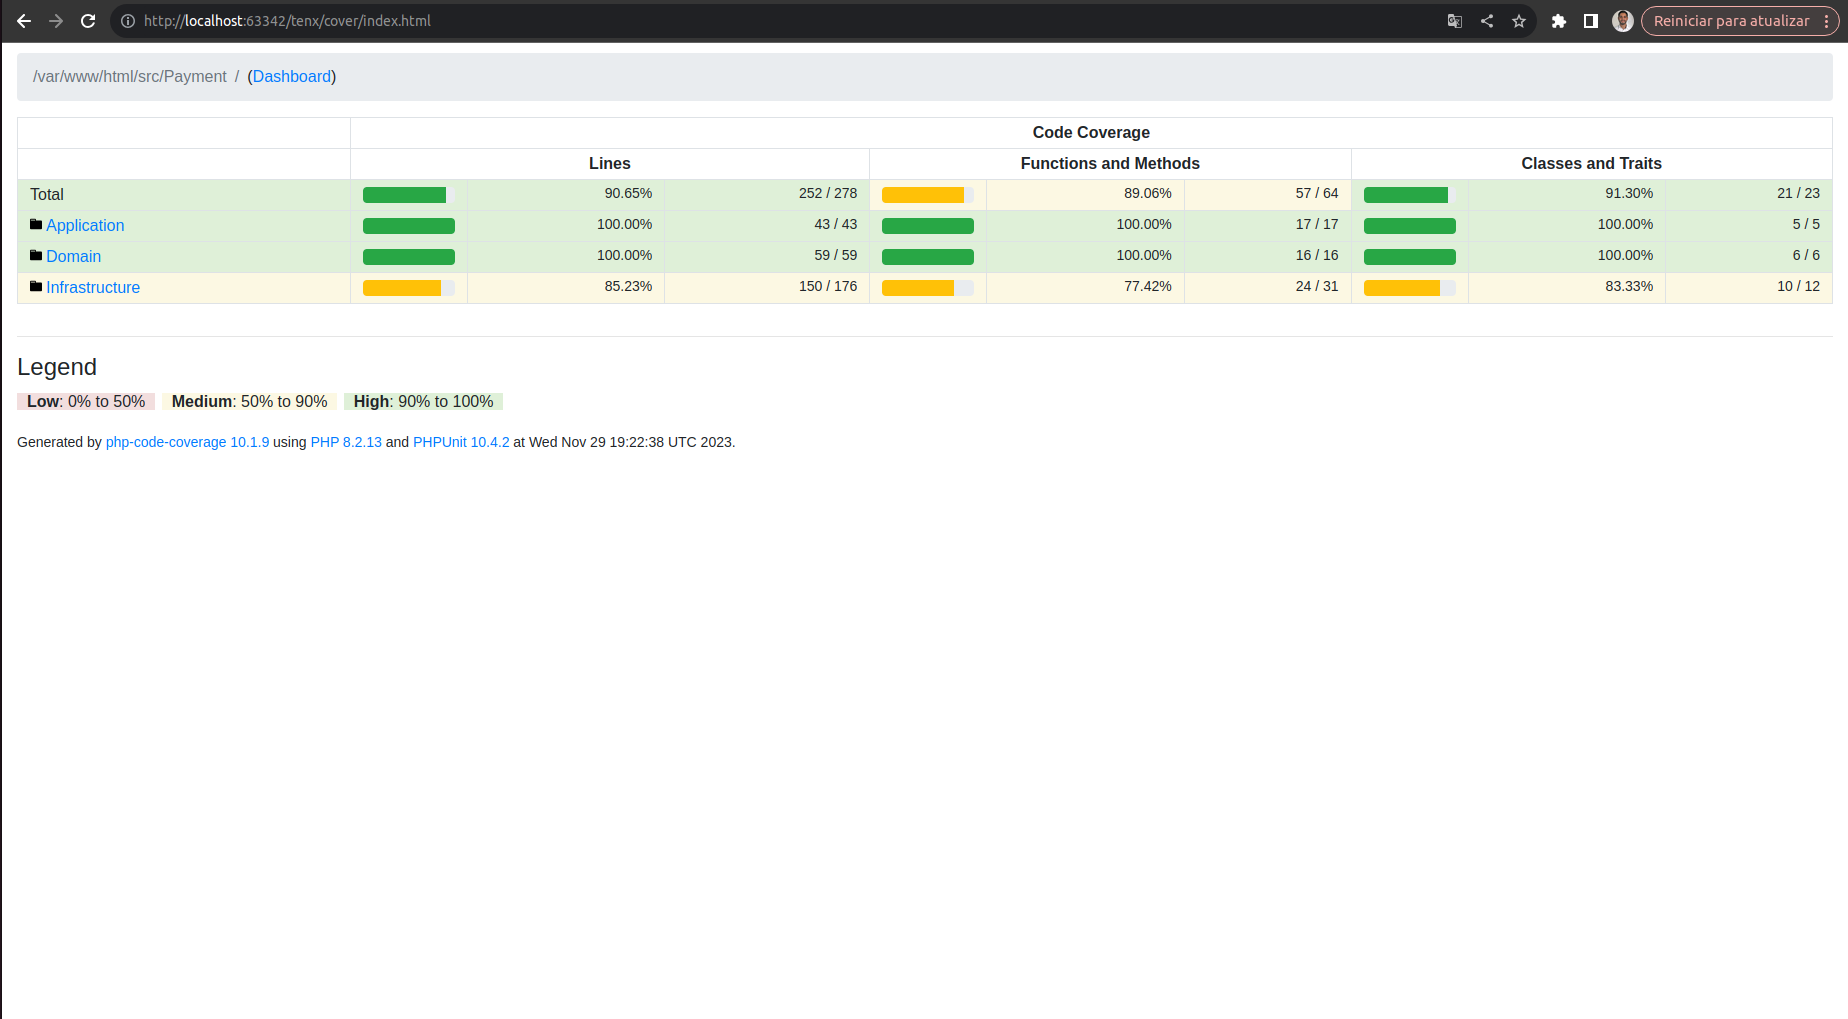 http://localhost:63342/tenx/cover/index.html
Reiniciar para atualizar
/var/www/html/src/Payment / (Dashboard)
Code Coverage
Lines Functions and Methods Classes and Traits
Total 90.65% 252 / 278 89.06% 57 / 64 91.30% 21 / 23
Application 100.00% 43 / 43 100.00% 17 / 17 100.00% 5 / 5
Domain 100.00% 59 / 59 100.00% 16 / 16 100.00% 6 / 6
Infrastructure 85.23% 150 / 176 77.42% 24 / 31 83.33% 10 / 12
Legend
Low: 0% to 50% Medium: 50% to 90% High: 90% to 100%
Generated by php-code-coverage 10.1.9 using PHP 8.2.13 and PHPUnit 10.4.2 at Wed Nov 29 19:22:38 UTC 2023.